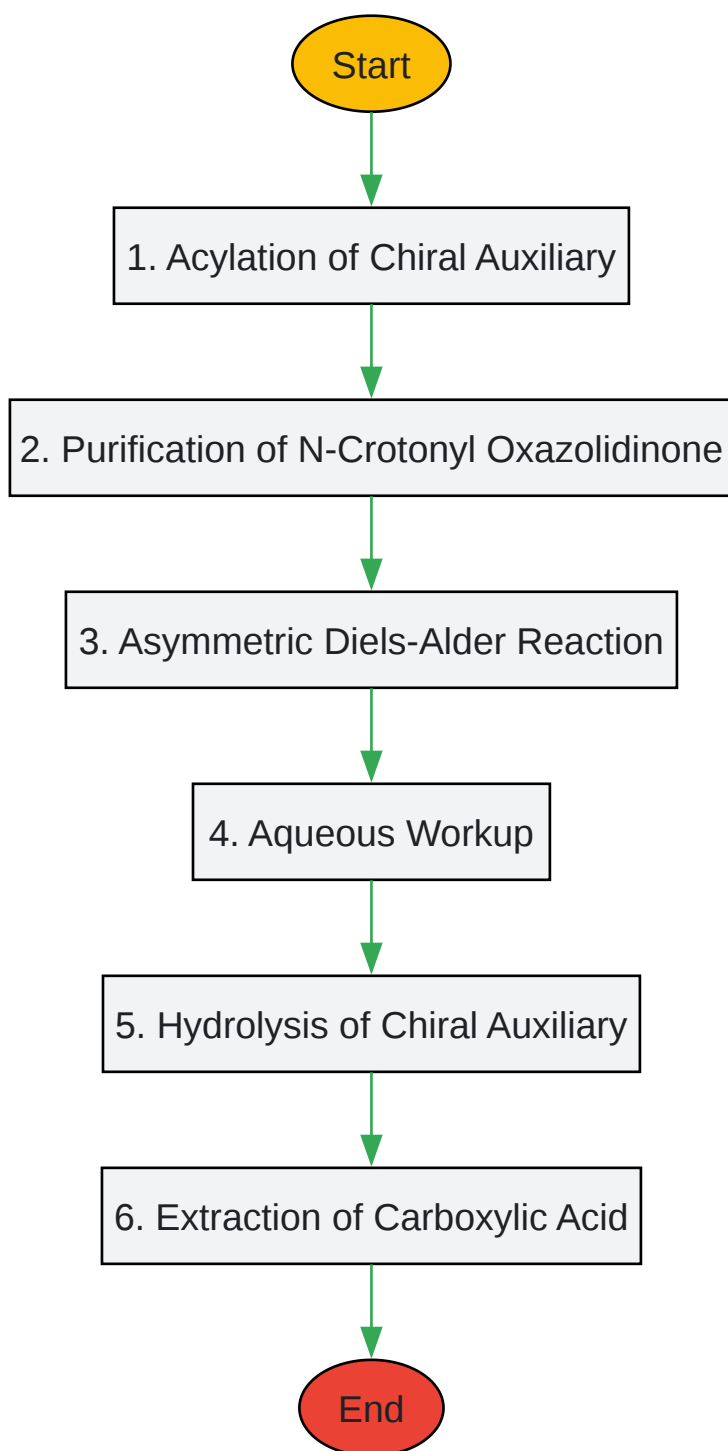 Start
1. Acylation of Chiral Auxiliary
2. Purification of N-Crotonyl Oxazolidinone
3. Asymmetric Diels-Alder Reaction
4. Aqueous Workup
5. Hydrolysis of Chiral Auxiliary
6. Extraction of Carboxylic Acid
End